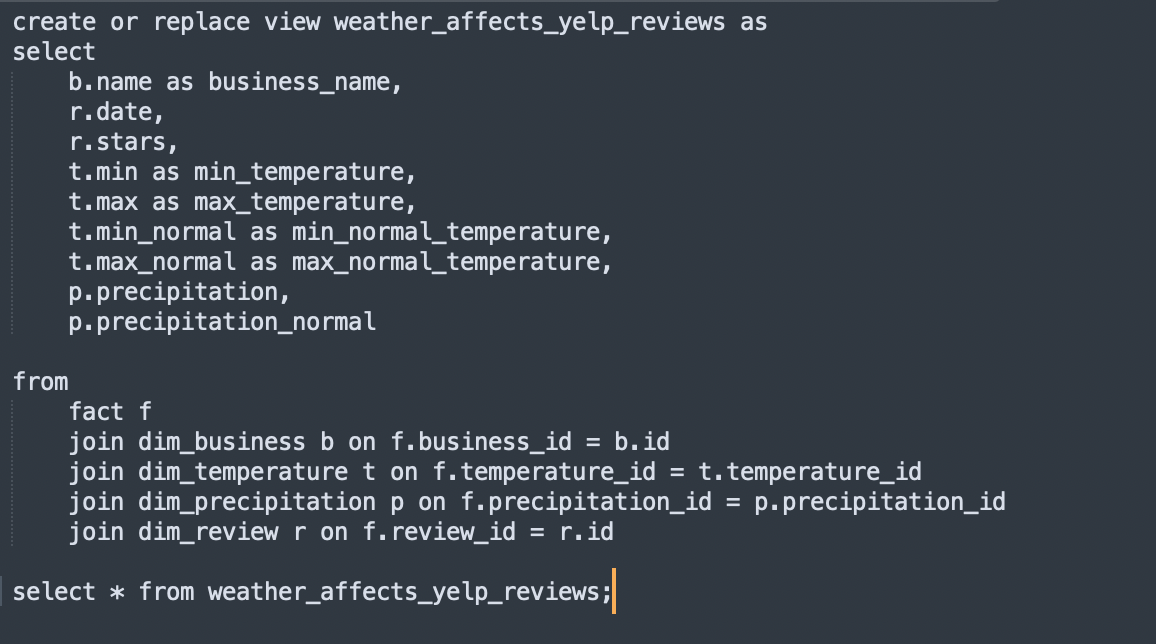 create or replace view weather_affects_yelp_reviews as
select
    b.name as business_name,
    r.date,
    r.stars,
    t.min as min_temperature,
    t.max as max_temperature,
    t.min_normal as min_normal_temperature,
    t.max_normal as max_normal_temperature,
    p.precipitation,
    p.precipitation_normal

from
    fact f
    join dim_business b on f.business_id = b.id
    join dim_temperature t on f.temperature_id = t.temperature_id
    join dim_precipitation p on f.precipitation_id = p.precipitation_id
    join dim_review r on f.review_id = r.id

select * from weather_affects_yelp_reviews;